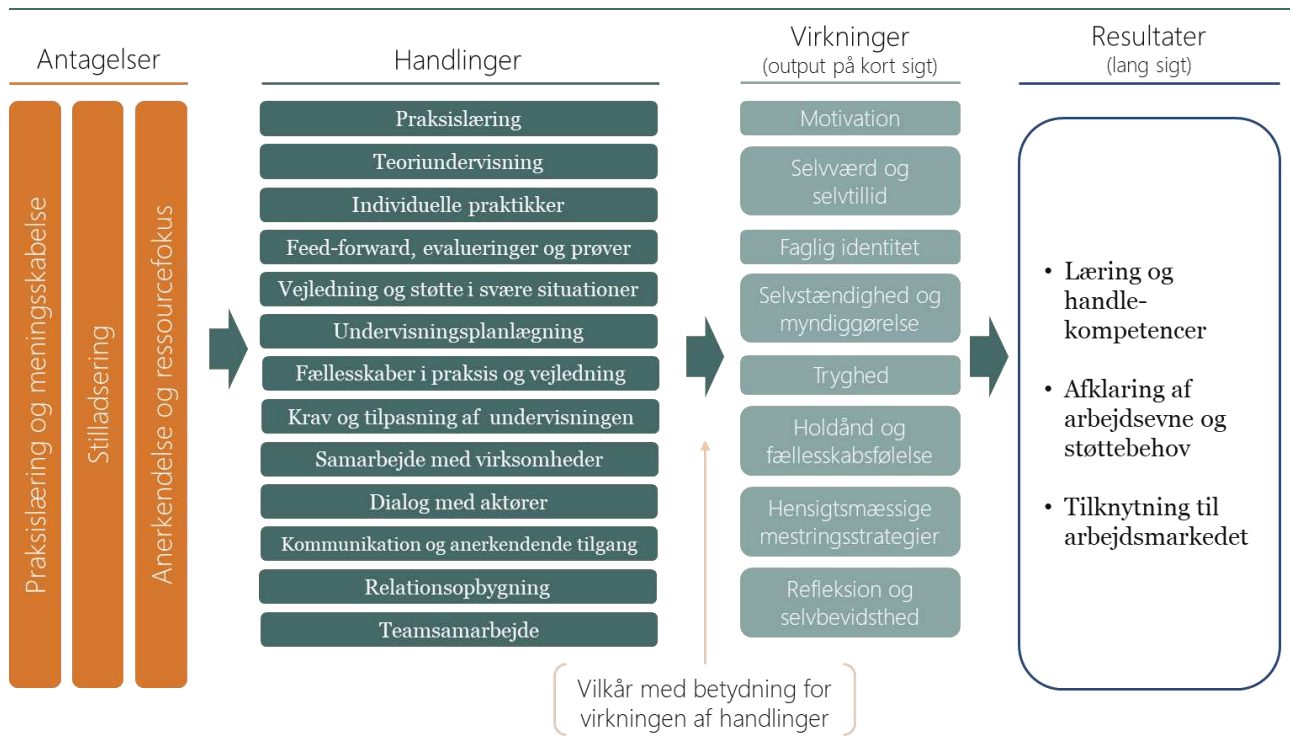 Antagelser
Praksislæring og meningsskabelse
Stilladsering
Anerkendelse og ressourcefokus
Handlinger
Praksislæring
Teoriundervisning
Individuelle praktikker
Feed-forward, evalueringer og prøver
Vejledning og støtte i svære situationer
Undervisningsplanlægning
Fællesskaber i praksis og vejledning
Krav og tilpasning af undervisningen
Samarbejde med virksomheder
Dialog med aktører
Kommunikation og anerkendende tilgang
Relationsopbygning
Teamsamarbejde
Virkninger
(output på kort sigt)
Motivation
Selvværd og
selvtillid
Faglig identitet
Selvstændighed og
myndiggørelse
Tryghed
Holdånd og
fællesskabsfølelse
Hensigtsmæssige
mestringsstrategier
Refleksion og
selvbevidsthed
Vilkår med betydning for
virkningen af handlinger
Resultater
(lang sigt)
• Læring og
handle-
kompetencer
• Afklaring af
arbejdsevne og
støttebehov
• Tilknytning til
arbejdsmarkedet